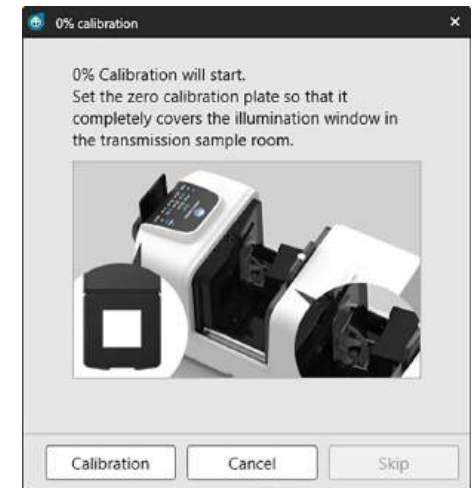 0% calibration
0% Calibration will start.
Set the zero calibration plate so that it
completely covers the illumination window in
the transmission sample room.
Calibration
Cancel
Skip